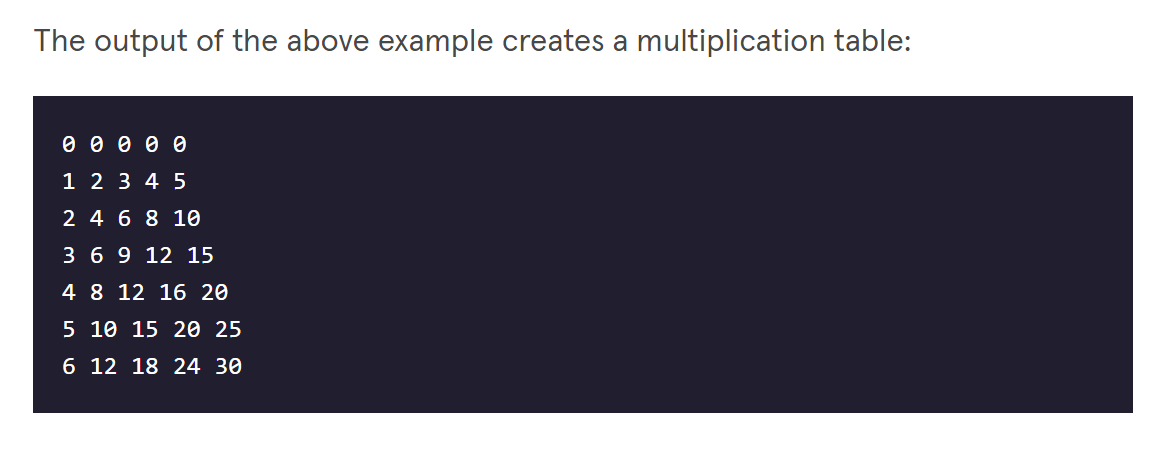 The output of the above example creates a multiplication table:
0 0 0 0 0
1 2 3 4 5
2 4 6 8 10
3 6 9 12 15
4 8 12 16 20
5 10 15 20 25
6 12 18 24 30